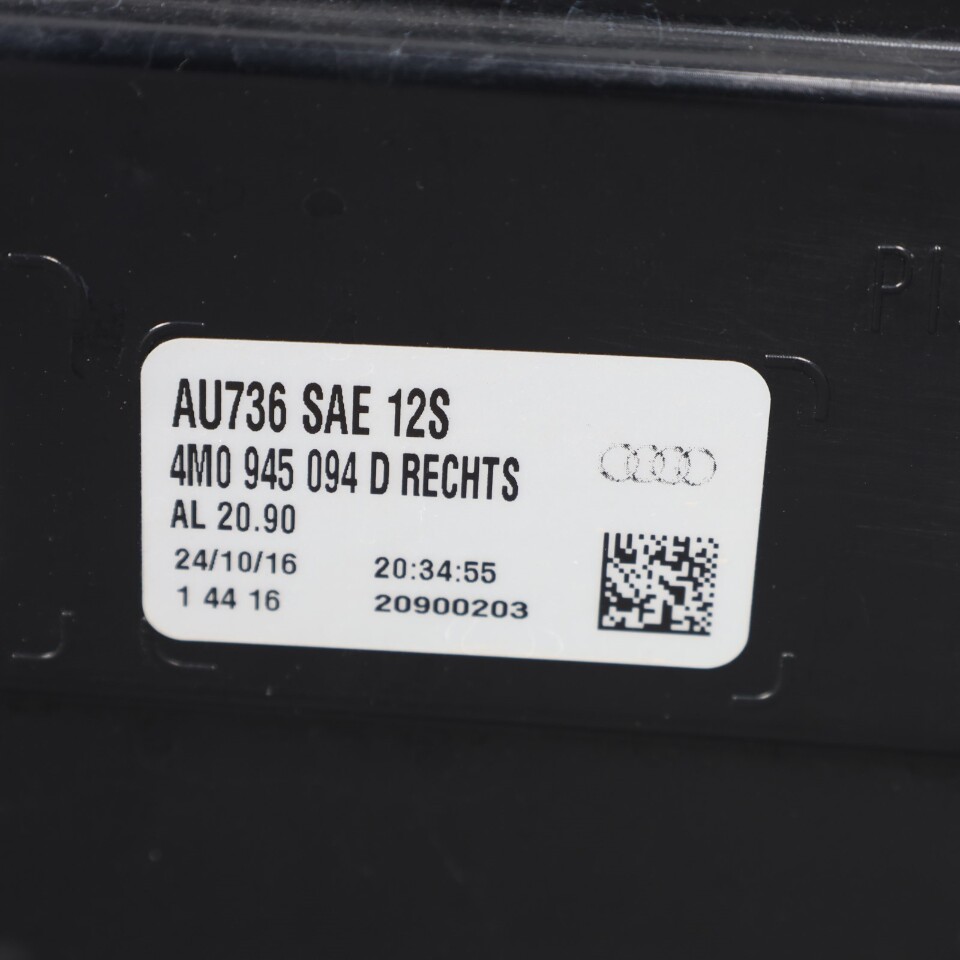 AU736 SAE 12S
4M0 945 094 D RECHTS
AL 20.90
24/10/16 20:34:55
1 44 16 20900203